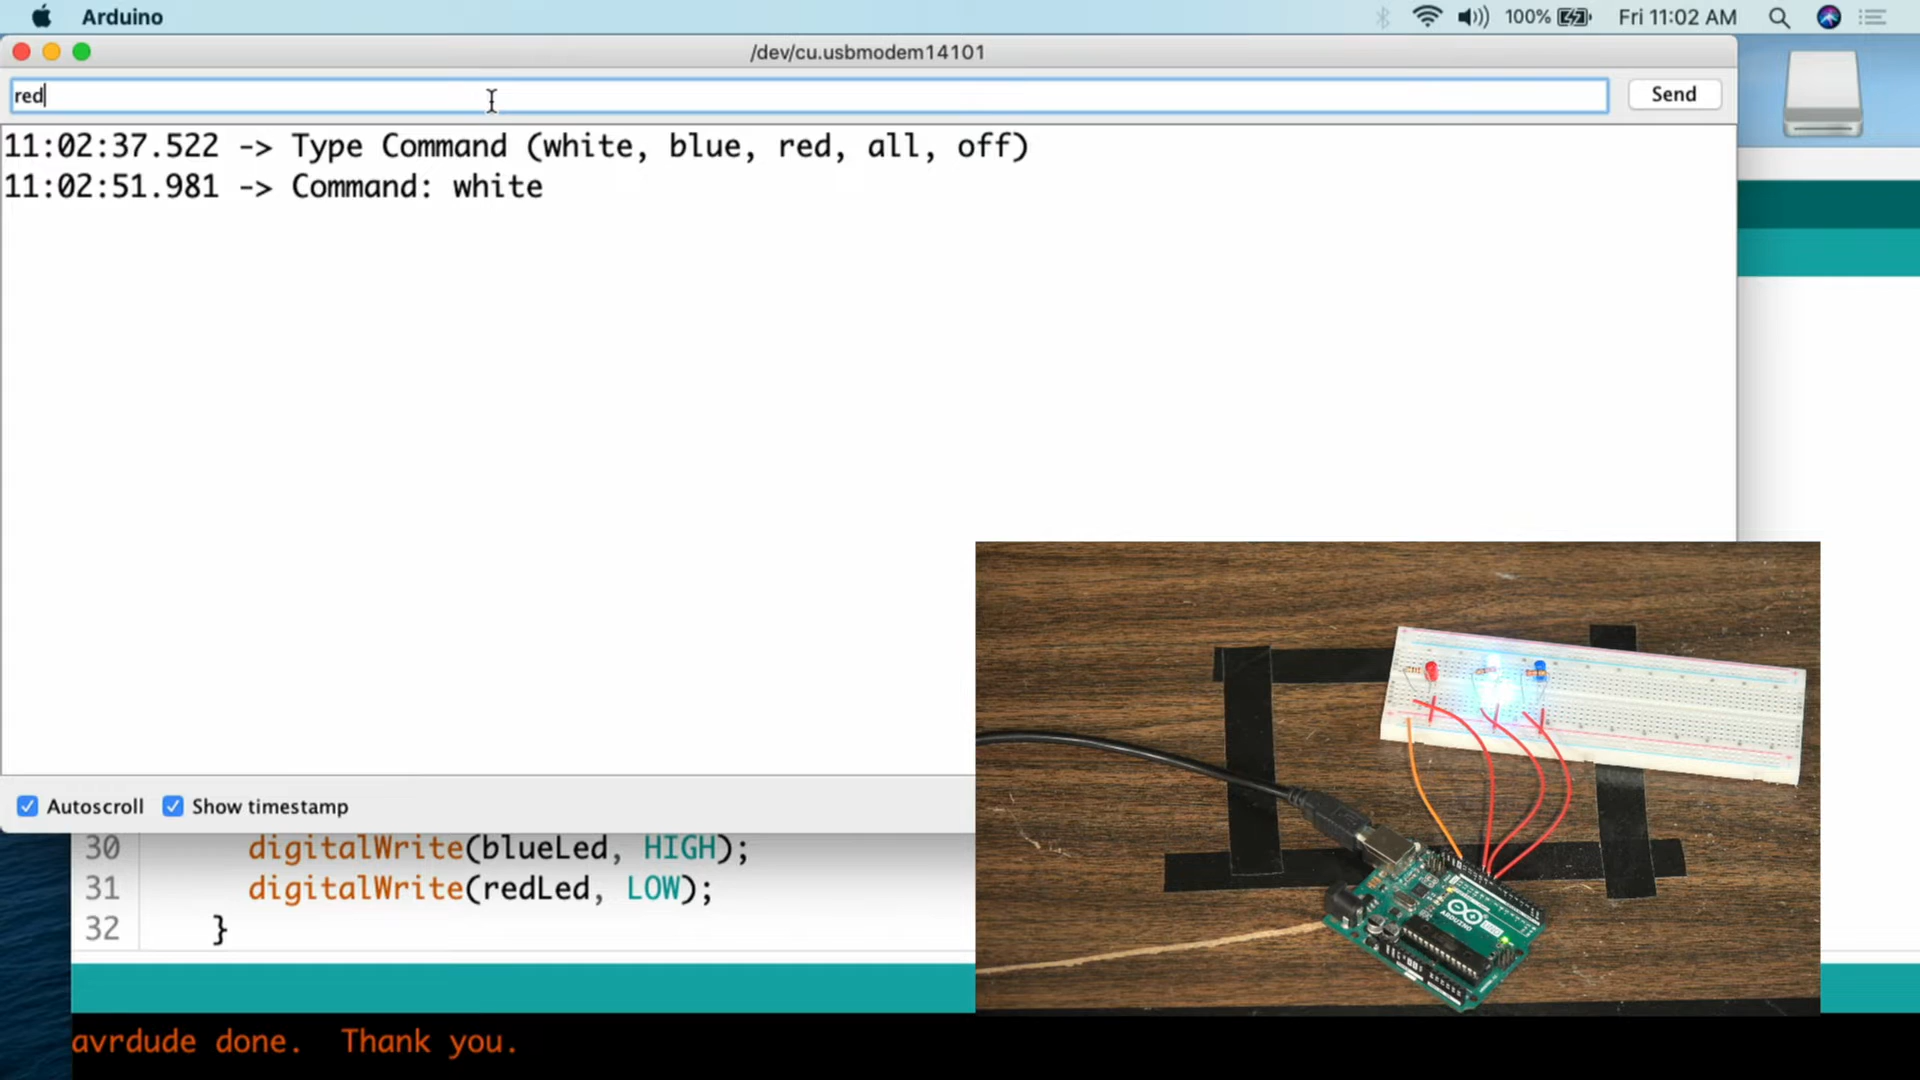 Arduino
100%
Fri 11:02 AM
/dev/cu.usbmodem14101
red
Send
11:02:37.522 -> Type Command (white, blue, red, all, off)
11:02:51.981 -> Command: white
Autoscroll
Show timestamp
30 digitalWrite(blueLed, HIGH);
31 digitalWrite(redLed, LOW);
32 }
avrdude done.  Thank you.
ARDUINO
UNO